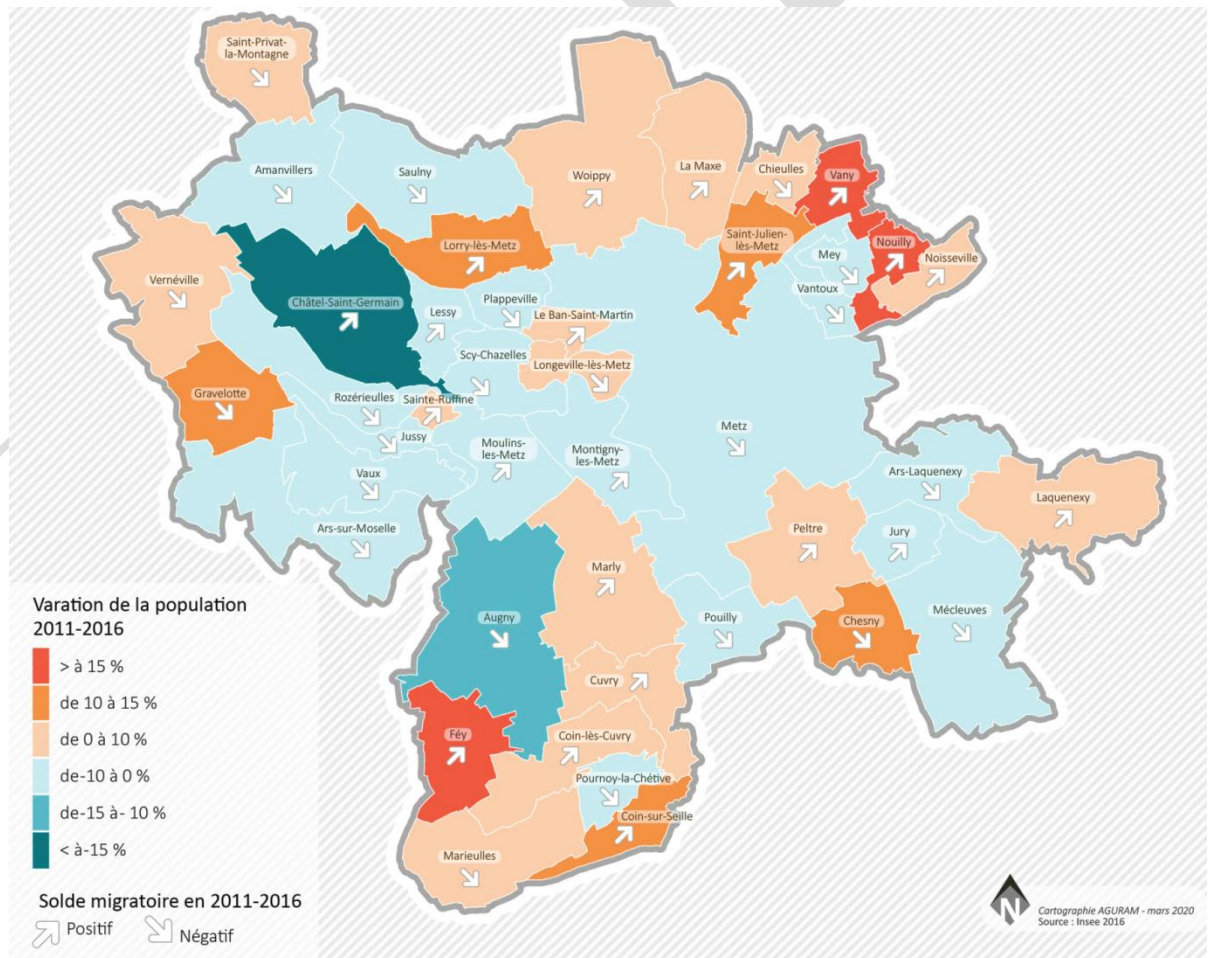 Saint-Privat-
la-Montagne
Amanvillers
Saulny
Woippy
La Maxe
Chieulles
Vany
Lorry-lès-Metz
Saint-Julien-
lès-Metz
Nouilly
Mey
Noisseville
Vernéville
Châtel-Saint-Germain
Lessy
Plappeville
Vantoux
Le Ban-Saint-Martin
Scy-Chazelles
Longeville-lès-Metz
Gravelotte
Rozérieulles
Sainte-Ruffine
Jussy
Metz
Moulins-
les-Metz
Montigny-
les-Metz
Vaux
Ars-Laquenexy
Laquenexy
Ars-sur-Moselle
Peltre
Jury
Marly
Augny
Pouilly
Chesny
Mécleuves
Cuvry
Féy
Coin-lès-Cuvry
Pournoy-la-Chétive
Coin-sur-Seille
Marieulles
Varation de la population
2011-2016
> à 15 %
de 10 à 15 %
de 0 à 10 %
de-10 à 0 %
de-15 à- 10 %
< à-15 %
Solde migratoire en 2011-2016
Positif
Négatif
N
Cartographie AGURAM - mars 2020
Source : Insee 2016